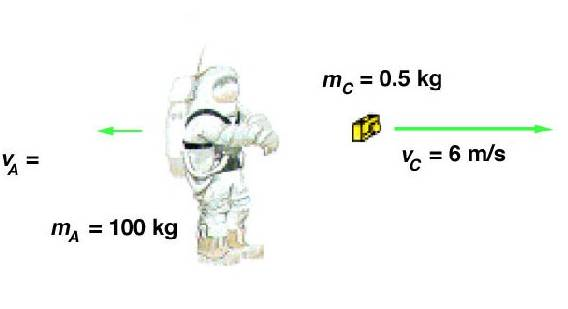 m_C = 0.5 kg
v_C = 6 m/s
v_A =
m_A = 100 kg